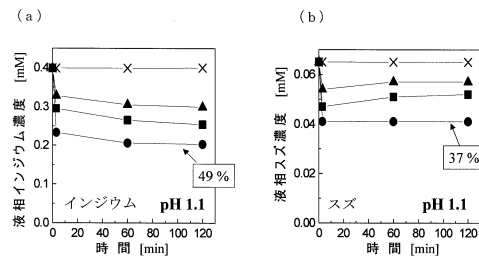 (a)
液相インジウム濃度 [mM]
0.4
0.3
0.2
0.1
0.0
49 %
インジウム pH 1.1
0 20 40 60 80 100 120
時間 [min]
(b)
液相スズ濃度 [mM]
0.06
0.04
0.02
0.00
37 %
スズ pH 1.1
0 20 40 60 80 100 120
時間 [min]